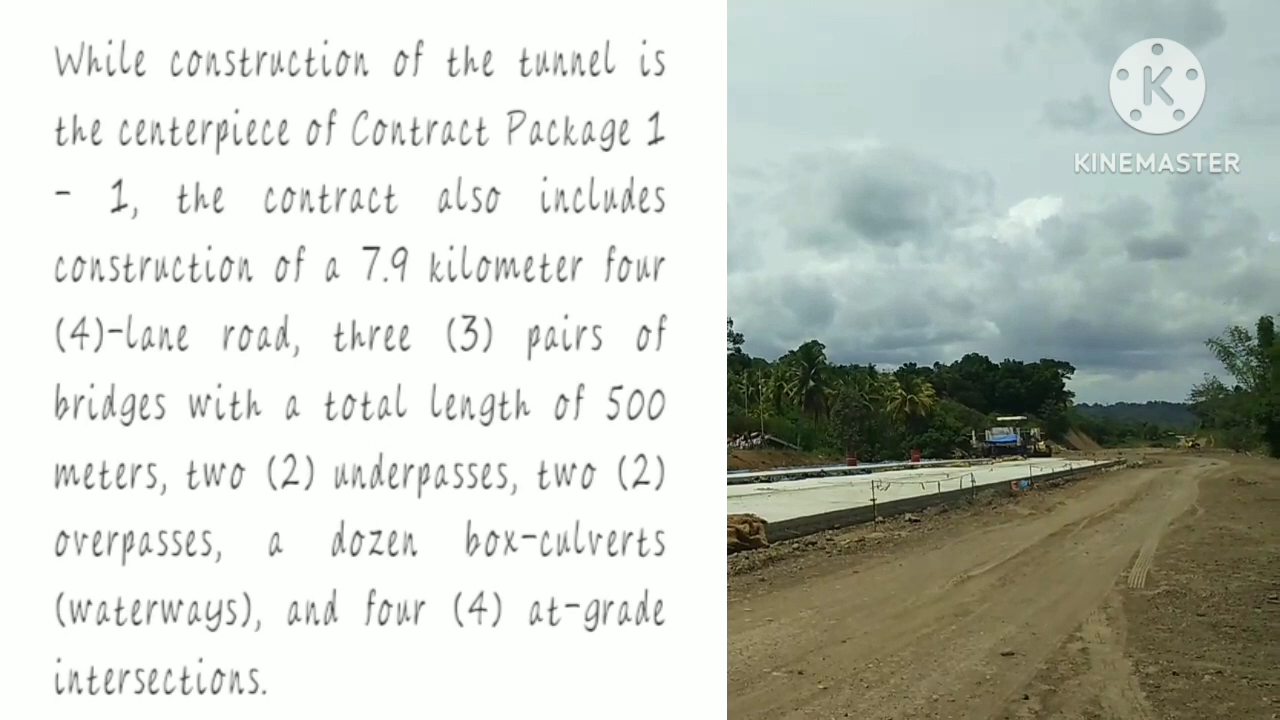 While construction of the tunnel is
the centerpiece of Contract Package 1
- 1, the contract also includes
construction of a 7.9 kilometer four
(4)-lane road, three (3) pairs of
bridges with a total length of 500
meters, two (2) underpasses, two (2)
overpasses, a dozen box-culverts
(waterways), and four (4) at-grade
intersections.
K
KINEMASTER